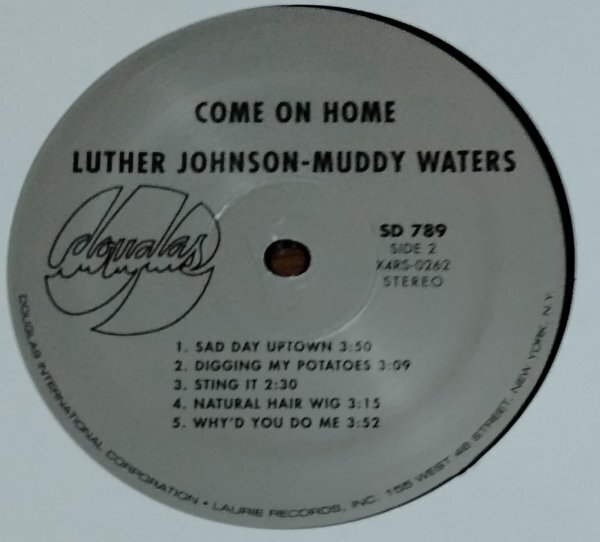 COME ON HOME
LUTHER JOHNSON-MUDDY WATERS
douglas
SD 789
SIDE 2
X4RS-0262
STEREO
1. SAD DAY UPTOWN 3:50
2. DIGGING MY POTATOES 3:09
3. STING IT 2:30
4. NATURAL HAIR WIG 3:15
5. WHY'D YOU DO ME 3:52
DOUGLAS INTERNATIONAL CORPORATION • LAURIE RECORDS, INC. 155 WEST 46 STREET, NEW YORK, N.Y.